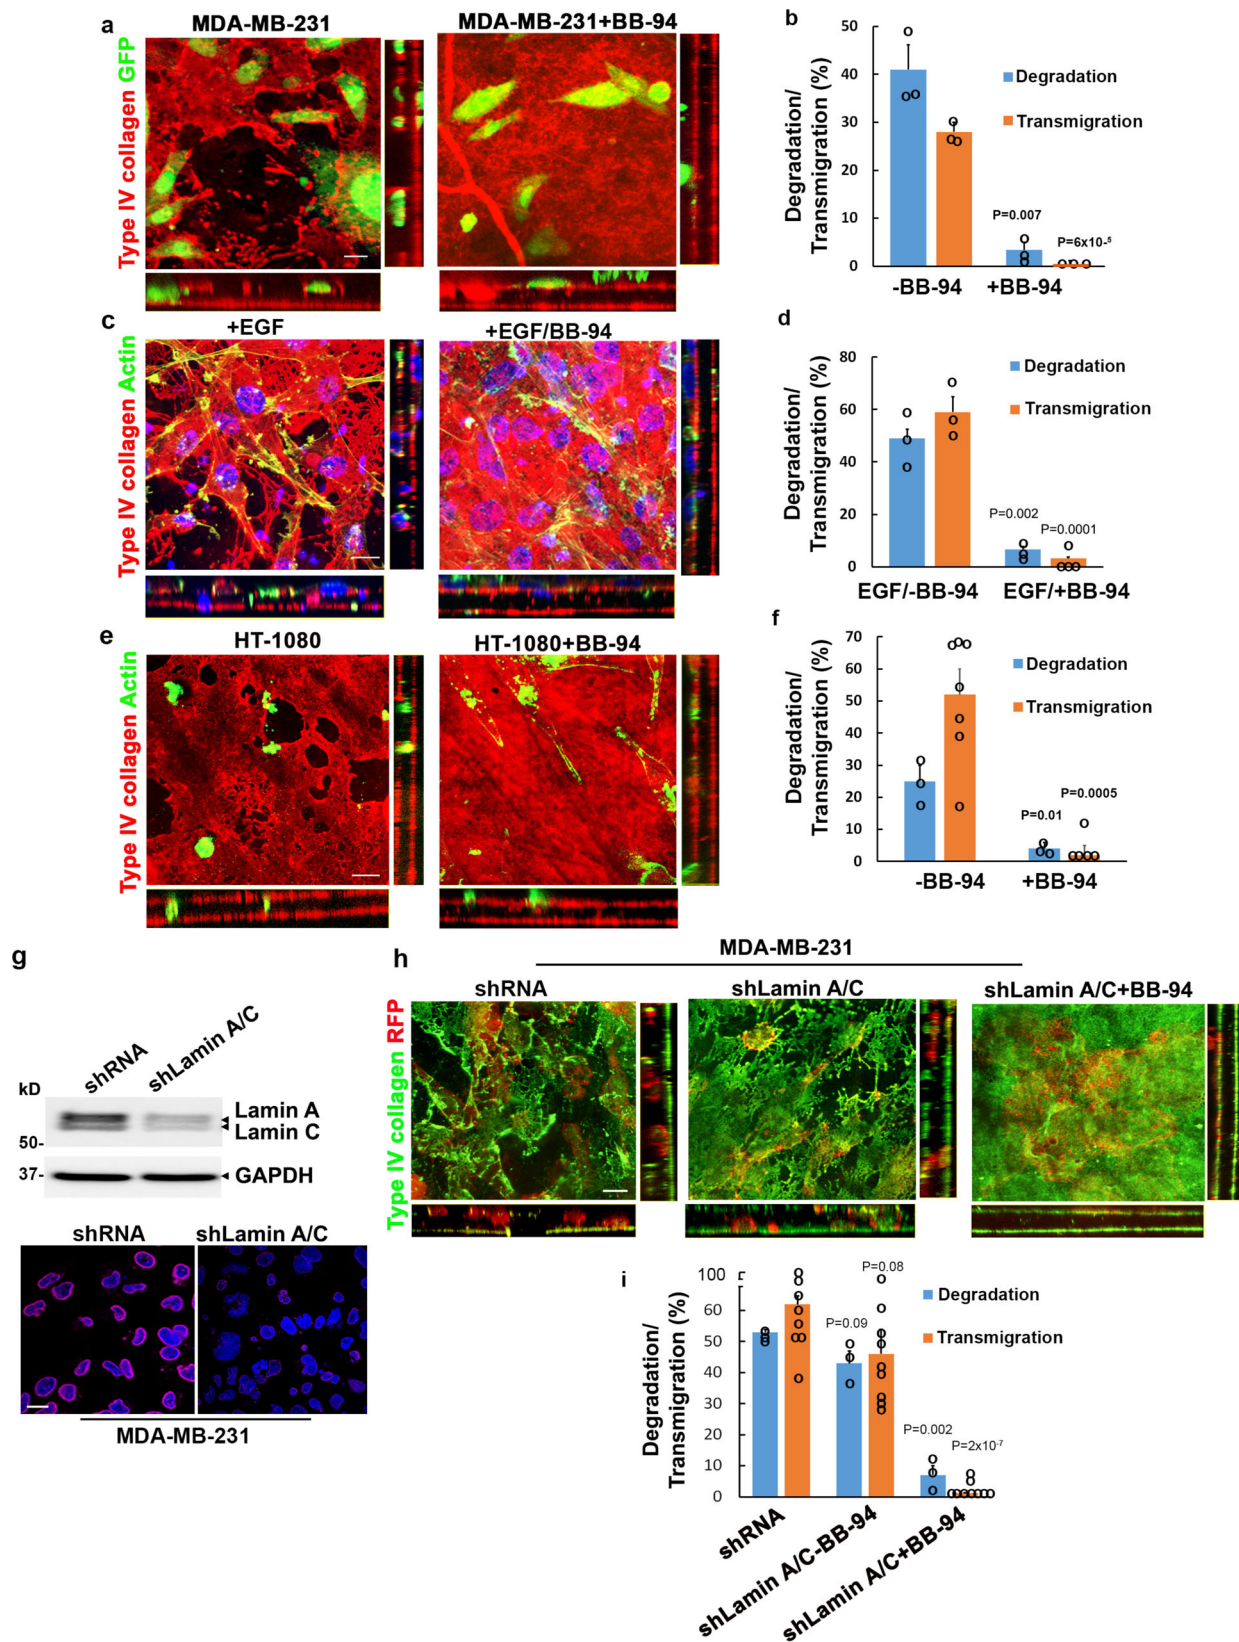 a
MDA-MB-231
MDA-MB-231+BB-94
Type IV collagen GFP
b
Degradation/
Transmigration (%)
50
40
30
20
10
0
Degradation
Transmigration
P=0.007
P=6x10-5
-BB-94
+BB-94
c
+EGF
+EGF/BB-94
Type IV collagen Actin
d
Degradation/
Transmigration (%)
80
60
40
20
0
Degradation
Transmigration
P=0.002
P=0.0001
EGF/-BB-94
EGF/+BB-94
e
HT-1080
HT-1080+BB-94
Type IV collagen Actin
f
Degradation/
Transmigration (%)
70
60
50
40
30
20
10
0
Degradation
Transmigration
P=0.01
P=0.0005
-BB-94
+BB-94
g
shRNA
shLamin A/C
kD
Lamin A
Lamin C
50-
37-
GAPDH
shRNA
shLamin A/C
MDA-MB-231
h
MDA-MB-231
shRNA
shLamin A/C
shLamin A/C+BB-94
Type IV collagen RFP
i
Degradation/
Transmigration (%)
100
60
50
40
30
20
10
0
P=0.08
P=0.09
P=0.002
P=2x10-7
Degradation
Transmigration
shRNA
shLamin A/C-BB-94
shLamin A/C+BB-94